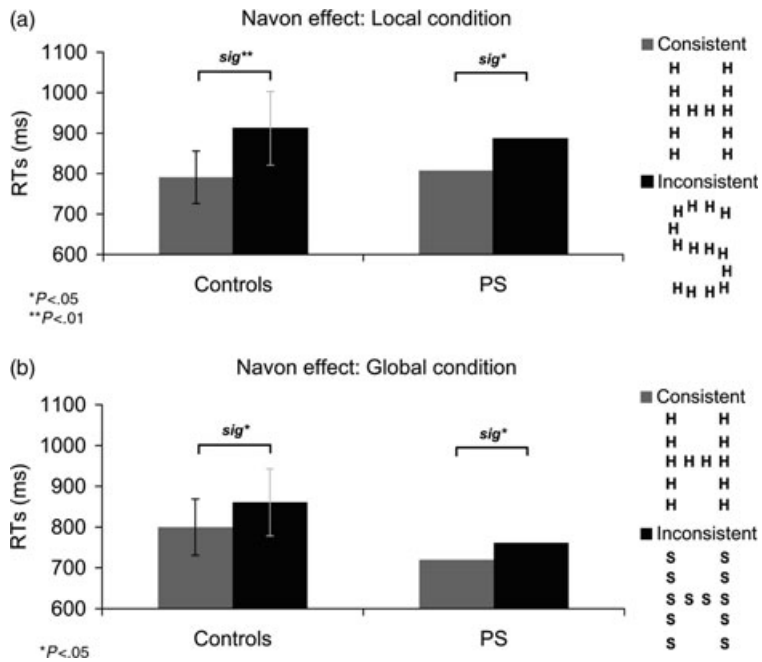 (a) Navon effect: Local condition
1100
1000
900
800
700
600
RTs (ms)
sig**
sig*
Controls
PS
*P<.05
**P<.01
Consistent
H H
H H
H H H H
H H
H H
Inconsistent
H H H H
H
H H H H
H
H H H H
(b) Navon effect: Global condition
1100
1000
900
800
700
600
RTs (ms)
sig*
sig*
Controls
PS
*P<.05
Consistent
H H
H H
H H H H
H H
H H
Inconsistent
S S
S S
S S S S
S S
S S